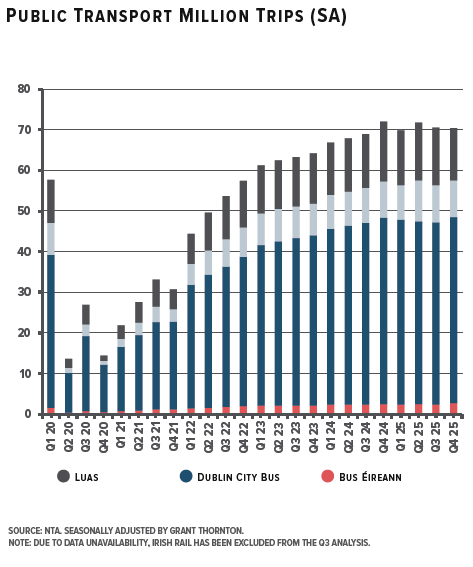 Public Transport Million Trips (SA)
80
70
60
50
40
30
20
10
0
Q1 20
Q2 20
Q3 20
Q4 20
Q1 21
Q2 21
Q3 21
Q4 21
Q1 22
Q2 22
Q3 22
Q4 22
Q1 23
Q2 23
Q3 23
Q4 23
Q1 24
Q2 24
Q3 24
Q4 24
Q1 25
Q2 25
Q3 25
Q4 25
Luas
Dublin City Bus
Bus Éireann
SOURCE: NTA. SEASONALLY ADJUSTED BY GRANT THORNTON.
NOTE: DUE TO DATA UNAVAILABILITY, IRISH RAIL HAS BEEN EXCLUDED FROM THE Q3 ANALYSIS.